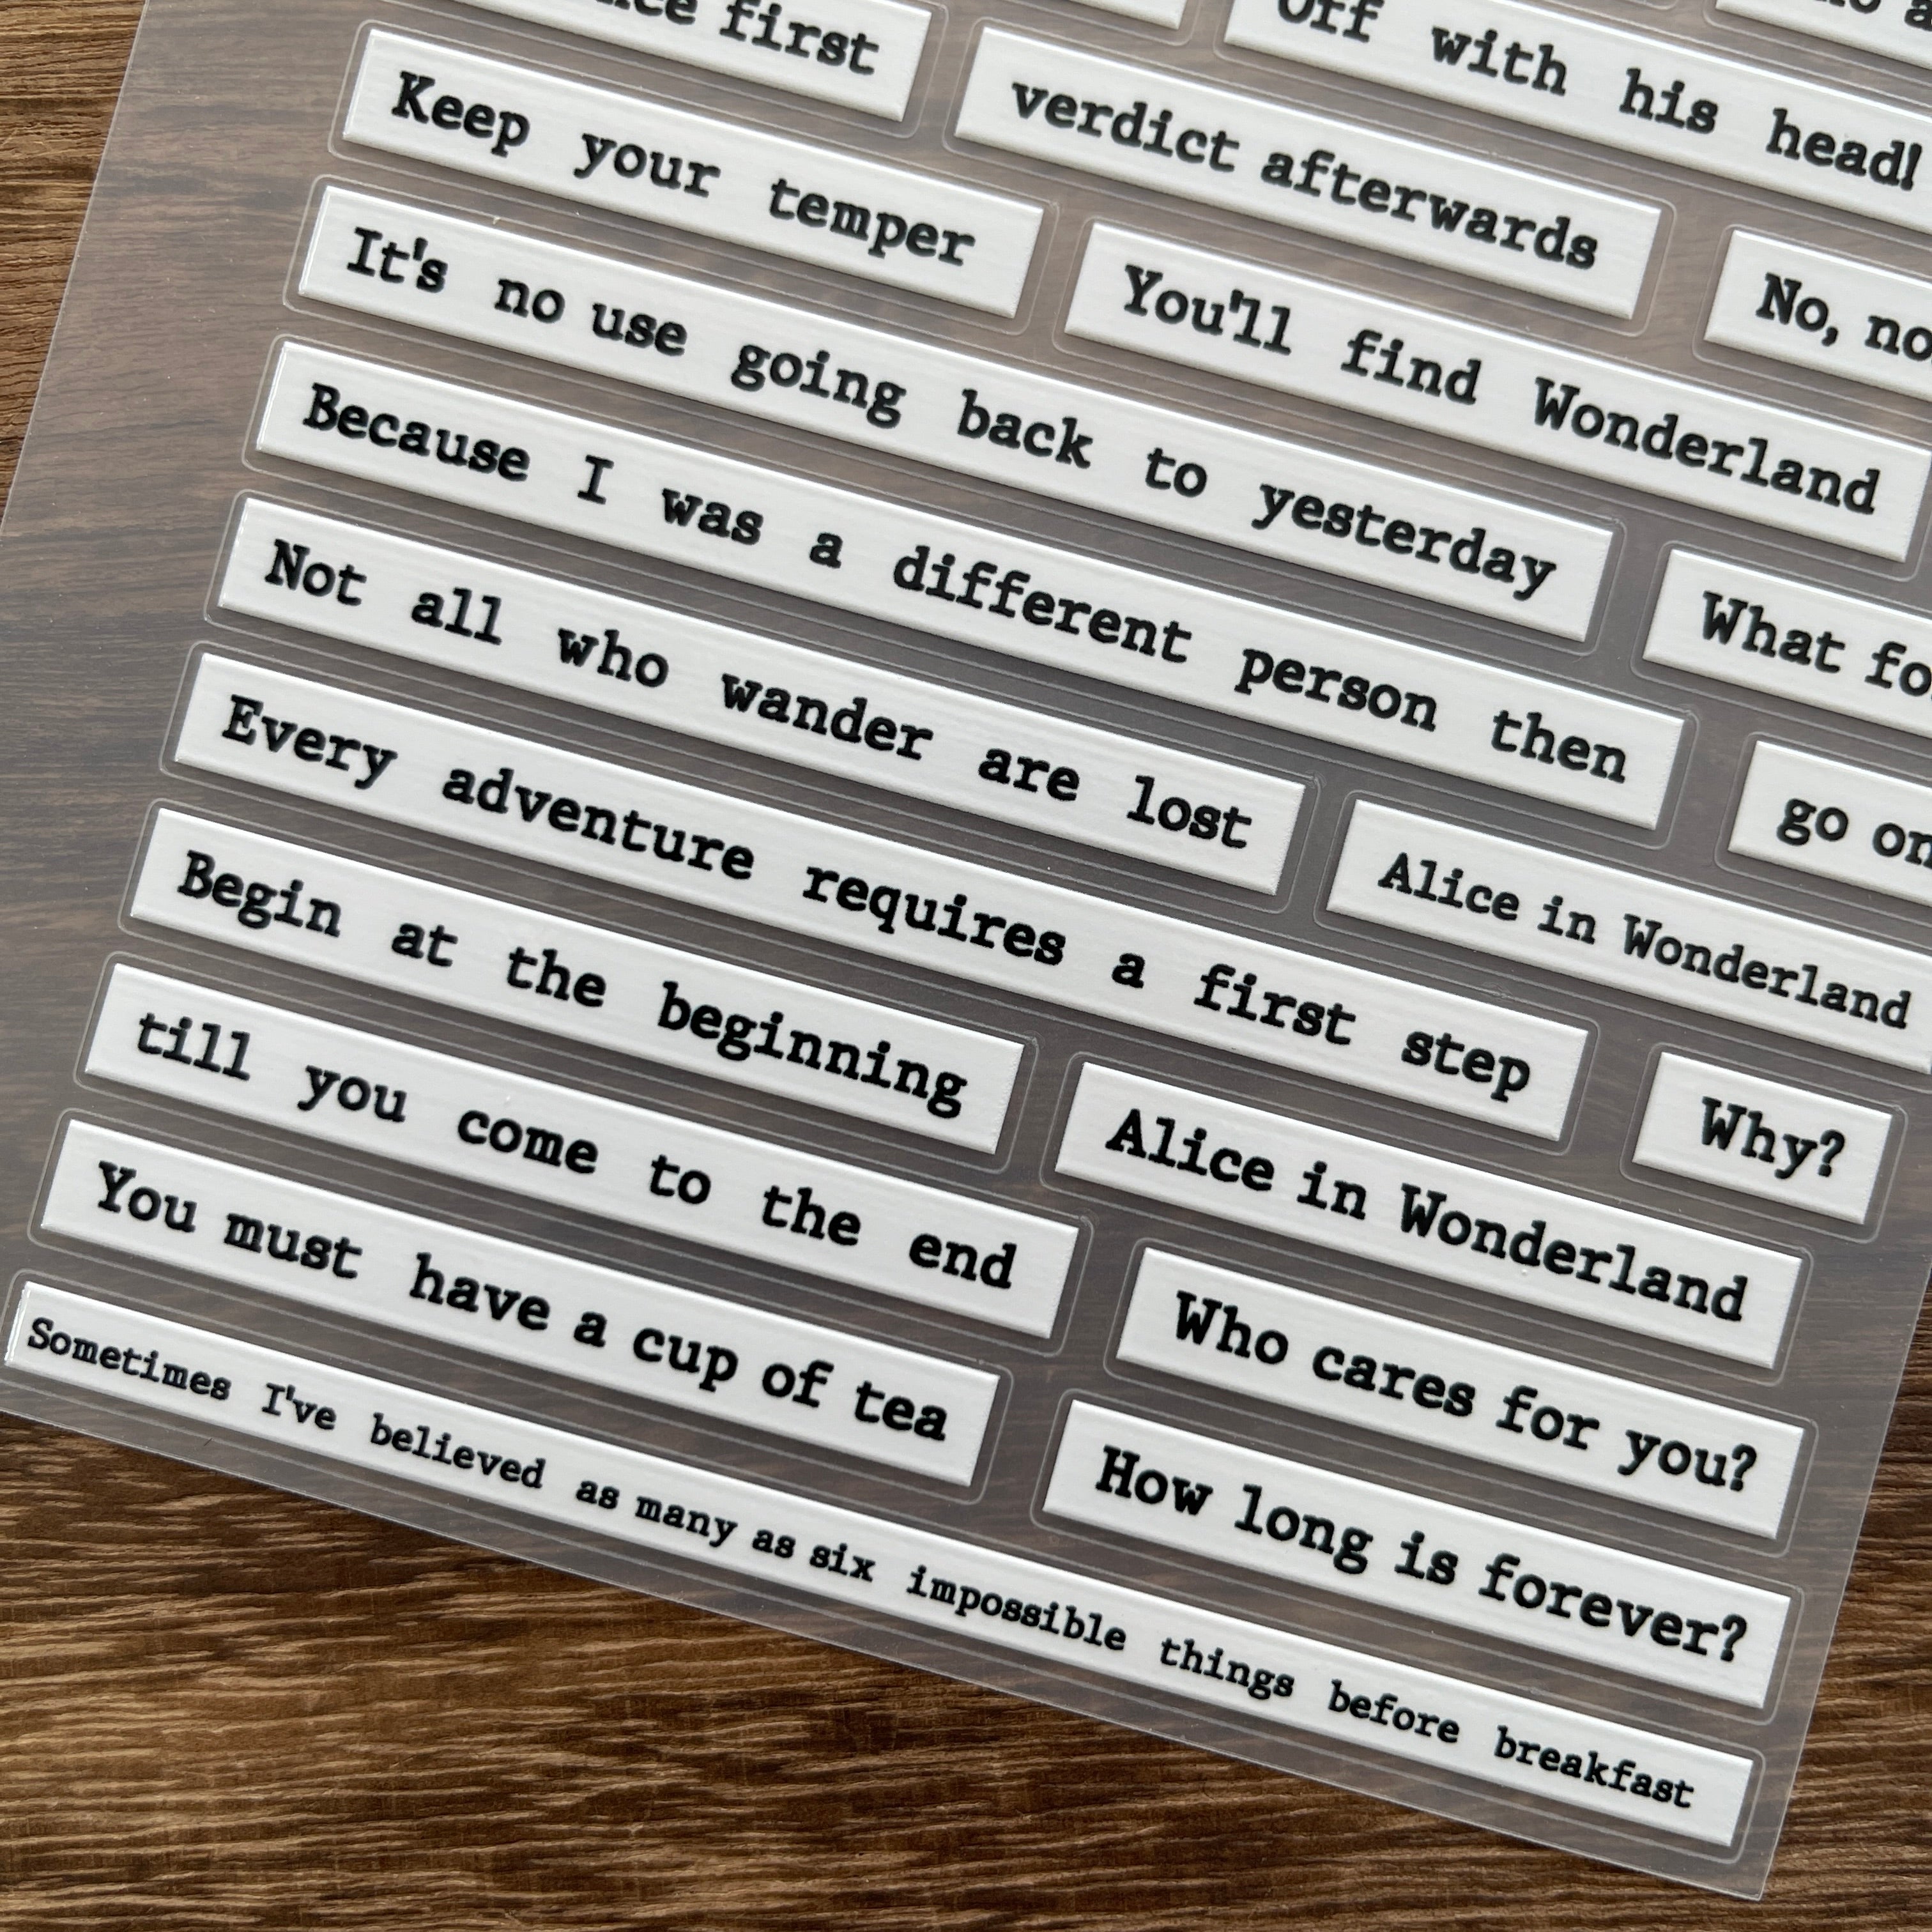 first
Off with his head!
Keep your temper
verdict afterwards
No, no
It's no use going back to yesterday
You'll find Wonderland
Because I was a different person then
What
Not all who wander are lost
Alice in Wonderland
go
Every adventure requires a first step
Why?
Begin at the beginning
Alice in Wonderland
till you come to the end
Who cares for you?
You must have a cup of tea
How long is forever?
Sometimes I've believed as many as six impossible things before breakfast